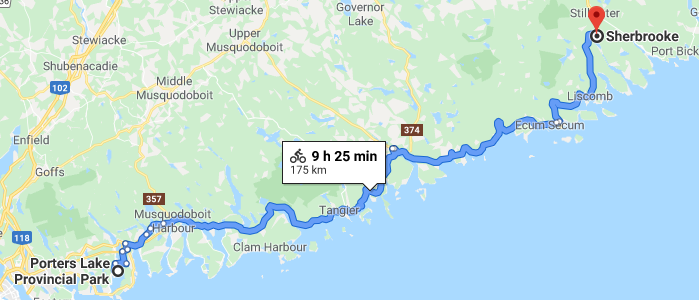 36
Stewiacke
Governor
Lake
Stillwater
Sherbrooke
Port Bick
Stewiacke
Upper
Musquodoboit
Shubenacadie
Middle
Musquodoboit
102
Liscomb
Ecum Secum
374
Enfield
9 h 25 min
175 km
Goffs
357
Musquodoboit
Harbour
Tangier
118
Clam Harbour
Porters Lake
Provincial Park